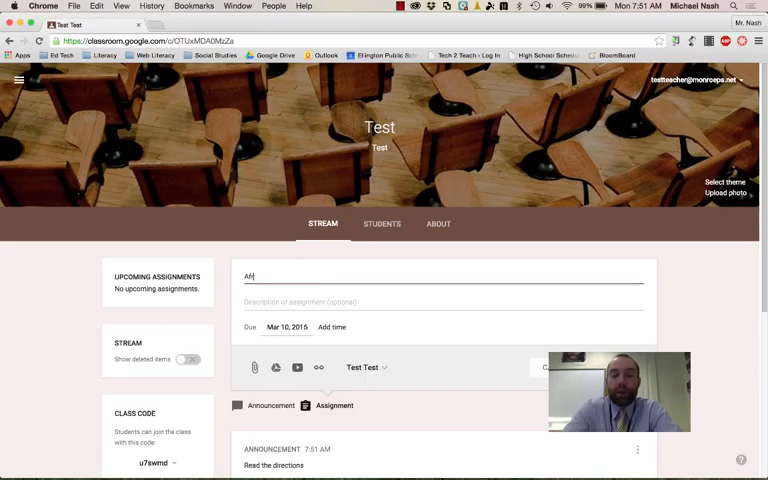 Chrome File Edit View History Bookmarks Window People Help 99% Mon 7:51 AM Michael Nash
Test Test Mr. Nash
https://classroom.google.com/c/OTUxMDA0MzZa
Apps Ed Tech Literacy Web Literacy Social Studies Google Drive Outlook Ellington Public Sch Tech 2 Teach - Log In High School Schedu BloomBoard
testteacher@monroeps.net
Test
Test
Select theme
Upload photo
STREAM STUDENTS ABOUT
UPCOMING ASSIGNMENTS
No upcoming assignments.
Afr
Description of assignment (optional)
Due Mar 10, 2015 Add time
STREAM
Show deleted items
Test Test
Announcement Assignment
CLASS CODE
Students can join the class
with this code:
u7swmd
ANNOUNCEMENT 7:51 AM
Read the directions